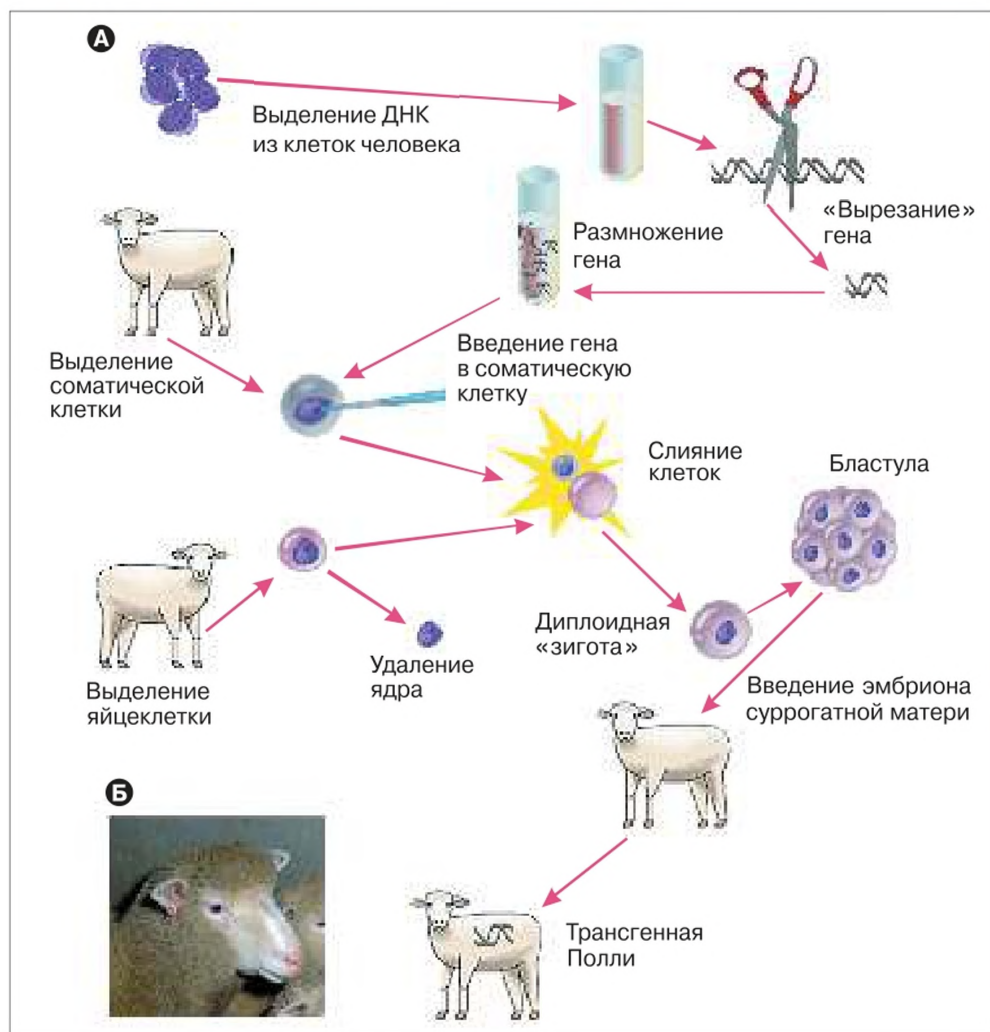 А
Выделение ДНК
из клеток человека
«Вырезание»
гена
Размножение
гена
Выделение
соматической
клетки
Введение гена
в соматическую
клетку
Слияние
клеток
Бластула
Диплоидная
«зигота»
Удаление
ядра
Выделение
яйцеклетки
Введение эмбриона
суррогатной матери
Б
Трансгенная
Полли